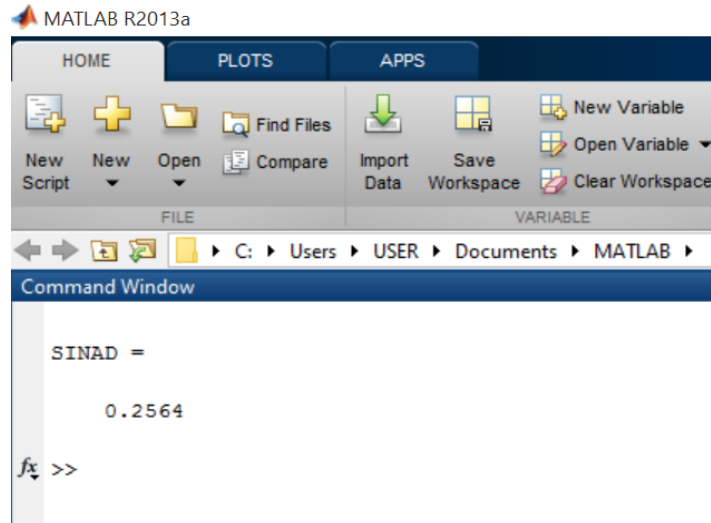 MATLAB R2013a
HOME PLOTS APPS
New Script
New
Open
Find Files
Compare
Import Data
Save Workspace
New Variable
Open Variable
Clear Workspace
FILE VARIABLE
C: Users USER Documents MATLAB
Command Window
SINAD =
0.2564
fx >>